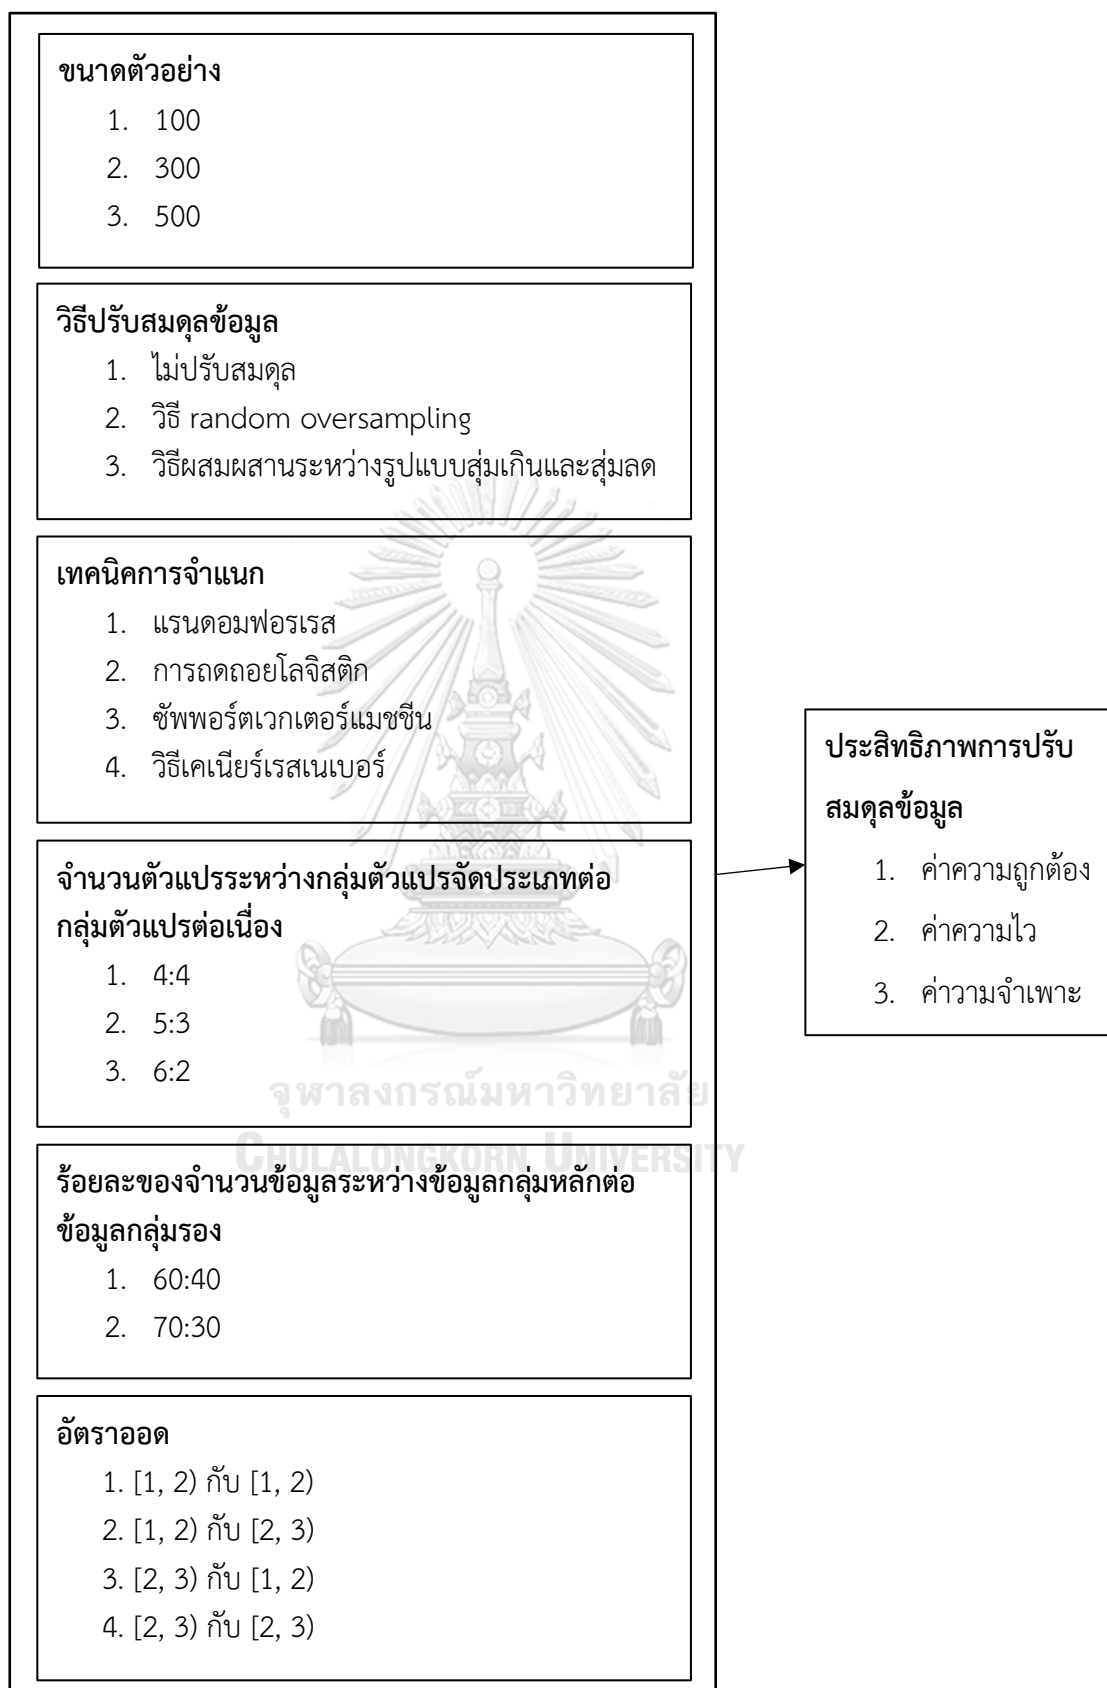 ขนาดตัวอย่าง
1. 100
2. 300
3. 500
วิธีปรับสมดุลข้อมูล
1. ไม่ปรับสมดุล
2. วิธี random oversampling
3. วิธีผสมผสานระหว่างรูปแบบสุ่มเกินและสุ่มลด
เทคนิคการจำแนก
1. แรนดอมฟอรเรส
2. การถดถอยโลจิสติก
3. ซัพพอร์ตเวกเตอร์แมชชีน
4. วิธีเคเนียร์เรสเนเบอร์
จำนวนตัวแปรระหว่างกลุ่มตัวแปรจัดประเภทต่อ
กลุ่มตัวแปรต่อเนื่อง
1. 4:4
2. 5:3
3. 6:2
จุฬาลงกรณ์มหาวิทยาลัย
CHULALONGKORN UNIVERSITY
ร้อยละของจำนวนข้อมูลระหว่างข้อมูลกลุ่มหลักต่อ
ข้อมูลกลุ่มรอง
1. 60:40
2. 70:30
อัตราออด
1. [1, 2) กับ [1, 2)
2. [1, 2) กับ [2, 3)
3. [2, 3) กับ [1, 2)
4. [2, 3) กับ [2, 3)
ประสิทธิภาพการปรับ
สมดุลข้อมูล
1. ค่าความถูกต้อง
2. ค่าความไว
3. ค่าวามจำเพาะ